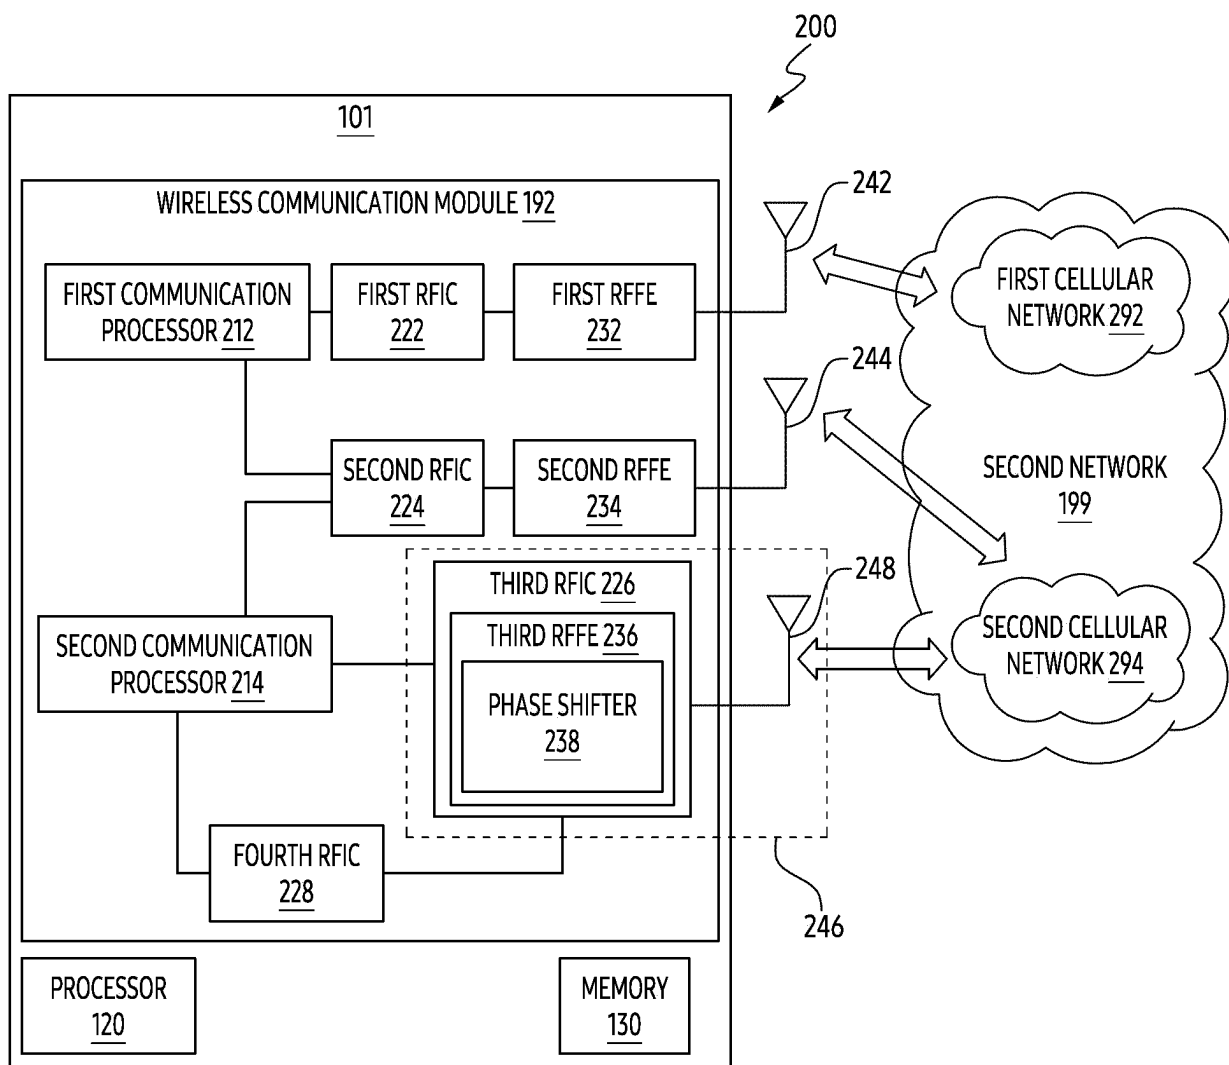 200
101
WIRELESS COMMUNICATION MODULE 192
242
FIRST COMMUNICATION
PROCESSOR 212
FIRST RFIC
222
FIRST RFFE
232
FIRST CELLULAR
NETWORK 292
244
SECOND RFIC
224
SECOND RFFE
234
SECOND NETWORK
199
THIRD RFIC 226
248
SECOND COMMUNICATION
PROCESSOR 214
THIRD RFFE 236
SECOND CELLULAR
NETWORK 294
PHASE SHIFTER
238
FOURTH RFIC
228
246
PROCESSOR
120
MEMORY
130